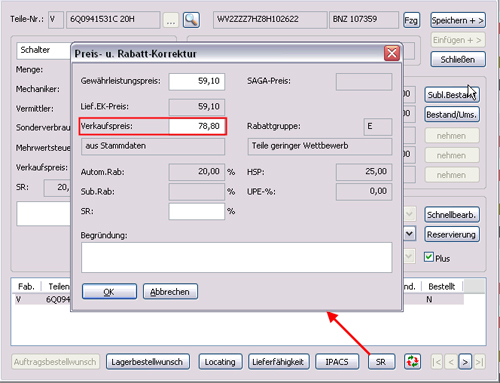 Teile-Nr.: V 6Q0941531C 20H ... WVZZZ7HZ8H102622 BNZ 107359 Fzg Speichern + >
Einfügen + >
Schalter
Schließen
Preis- u. Rabatt-Korrektur
Menge:
Mechaniker:
Vermittler:
Sonderverbrau
Mehrwertsteue
Verkaufspreis:
SR: 20,
Gewährleistungspreis: 59,10 SAGA-Preis:
Lief.EK-Preis: 59,10
Verkaufspreis: 78,80 Rabattgruppe: E
aus Stammdaten Teile geringer Wettbewerb
Autom.Rab: 20,00 % HSP: 25,00
Sub.Rab: % UPE-%: 0,00
SR: %
Begründung:
OK Abbrechen
Subl.Bestand
Bestand/Ums.
nehmen
nehmen
nehmen
Schnellbearb.
Reservierung
Plus
Fab. Teilen nd. Bestellt
V 6Q094 N
Auftragsbestellwunsch Lagerbestellwunsch Locating Lieferfähigkeit IPACS SR |< < > >|